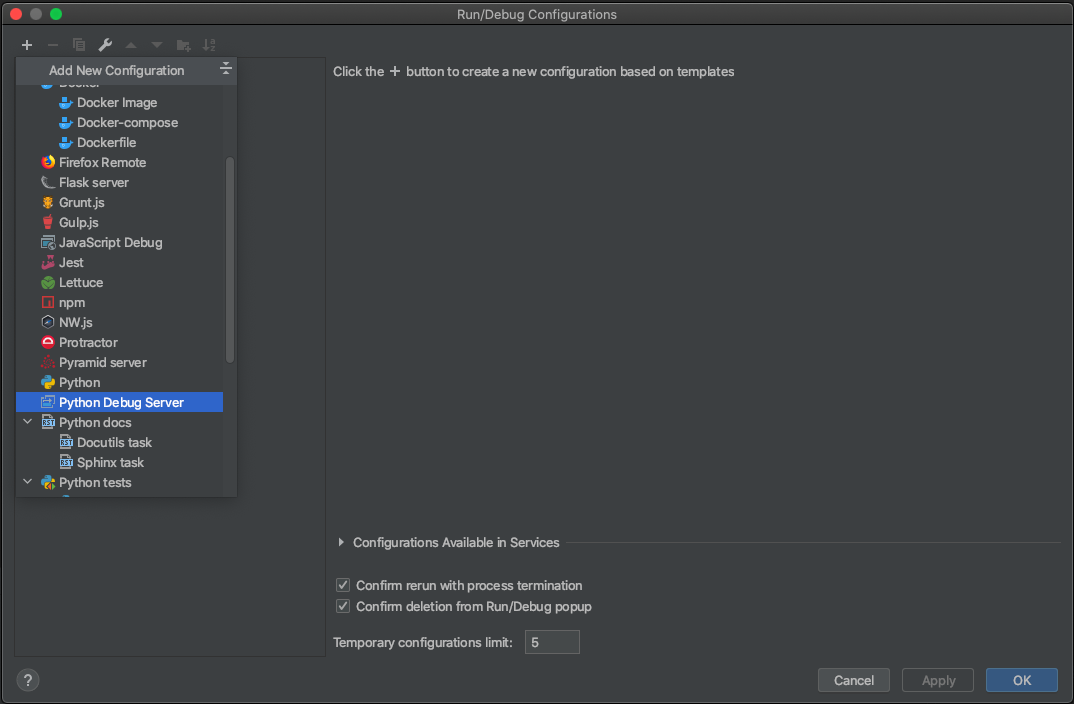 Run/Debug Configurations
Add New Configuration
Docker
Docker Image
Docker-compose
Dockerfile
Firefox Remote
Flask server
Grunt.js
Gulp.js
JavaScript Debug
Jest
Lettuce
npm
NW.js
Protractor
Pyramid server
Python
Python Debug Server
Python docs
Docutils task
Sphinx task
Python tests
Click the + button to create a new configuration based on templates
Configurations Available in Services
Confirm rerun with process termination
Confirm deletion from Run/Debug popup
Temporary configurations limit: 5
? Cancel Apply OK